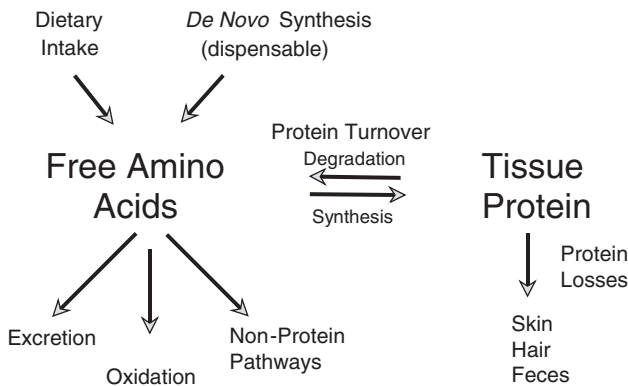 Dietary
Intake
De Novo Synthesis
(dispensable)
Protein Turnover
Degradation
Synthesis
Free Amino
Acids
Tissue
Protein
Protein
Losses
Excretion
Oxidation
Non-Protein
Pathways
Skin
Hair
Feces